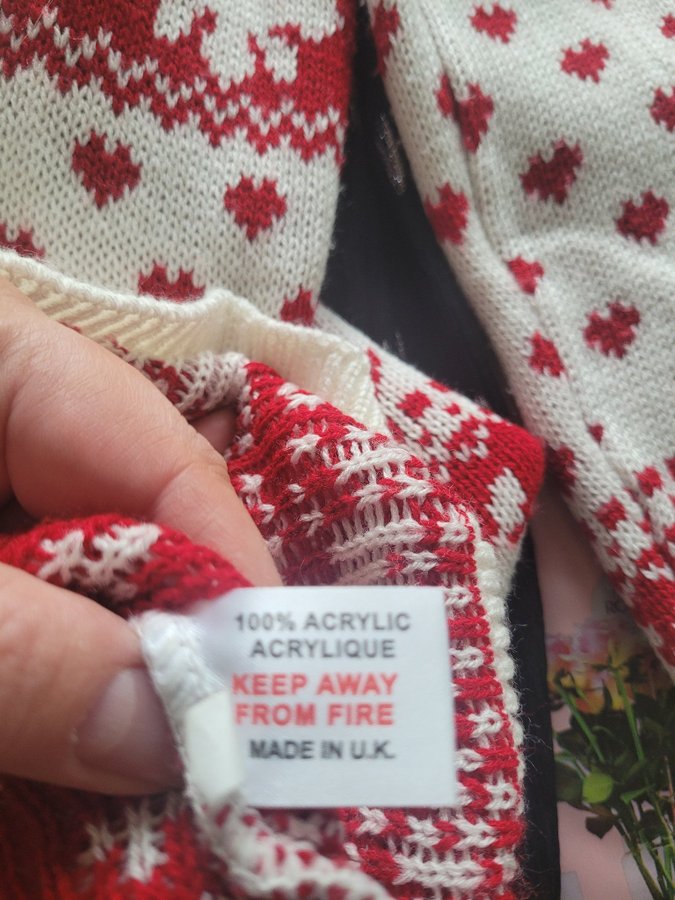 100% ACRYLIC
ACRYLIQUE
KEEP AWAY
FROM FIRE
MADE IN U.K.